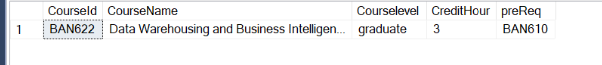 CourseId CourseName Courselevel CreditHour preReq
1 BAN622 Data Warehousing and Business Intelligen... graduate 3 BAN610